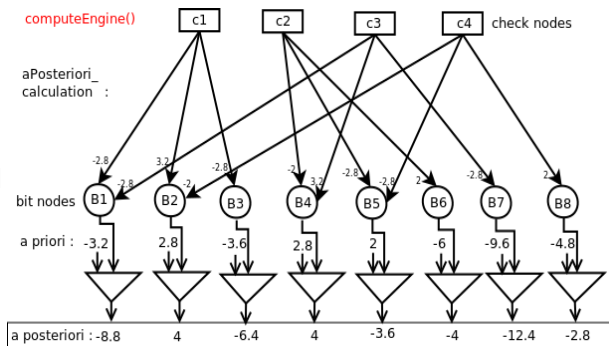 computeEngine() c1 c2 c3 c4 check nodes
aPosteriori_
calculation :
-2.8 3.2 -2.8 -2 -2.8 -2.8 -2.8 2
-2.8 -2 3.2 2
bit nodes B1 B2 B3 B4 B5 B6 B7 B8
a priori : -3.2 2.8 -3.6 2.8 2 -6 -9.6 -4.8
a posteriori : -8.8 4 -6.4 4 -3.6 -4 -12.4 -2.8